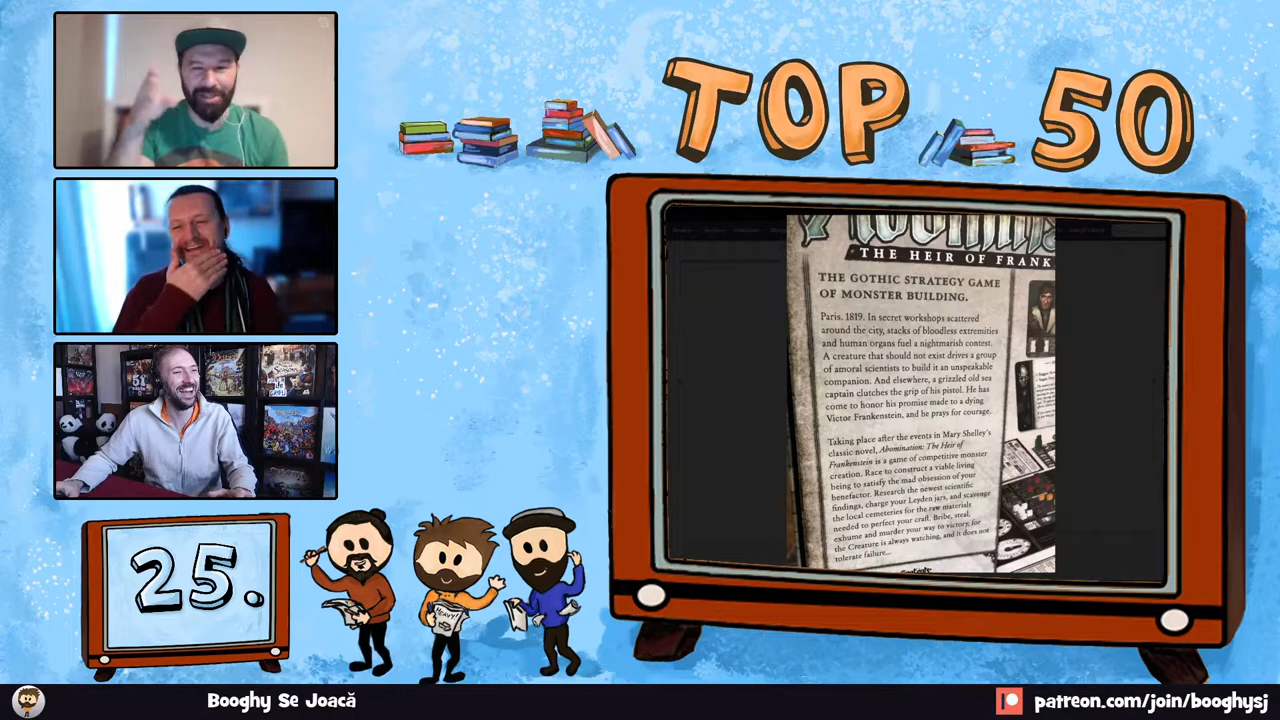 TOP 50
THE HEIR OF FRANK
THE GOTHIC STRATEGY GAME
OF MONSTER BUILDING.
Paris. 1819. In secret workshops scattered
around the city, stacks of bloodless extremities
and human organs fuel a nightmarish contest.
A creature that should not exist drives a group
of amoral scientists to build it an unspeakable
companion. And elsewhere, a grizzled old sea
captain clutches the grip of his pistol. He has
come to honor his promise made to a dying
Victor Frankenstein, and he prays for courage.
Taking place after the events in Mary Shelley's
classic novel, Abomination: The Heir of
Frankenstein is a game of competitive monster
creation. Race to construct a viable living
being to satisfy the mad obsession of your
benefactor. Research the newest scientific
findings, charge your Leyden jars, and scavenge
the local cemeteries for the raw materials
needed to perfect your craft. Bribe, steal,
exhume and murder your way to victory, for
the Creature is always watching, and it does not
tolerate failure...
25.
HEAVY!
Booghy Se Joacă
patreon.com/join/booghysj